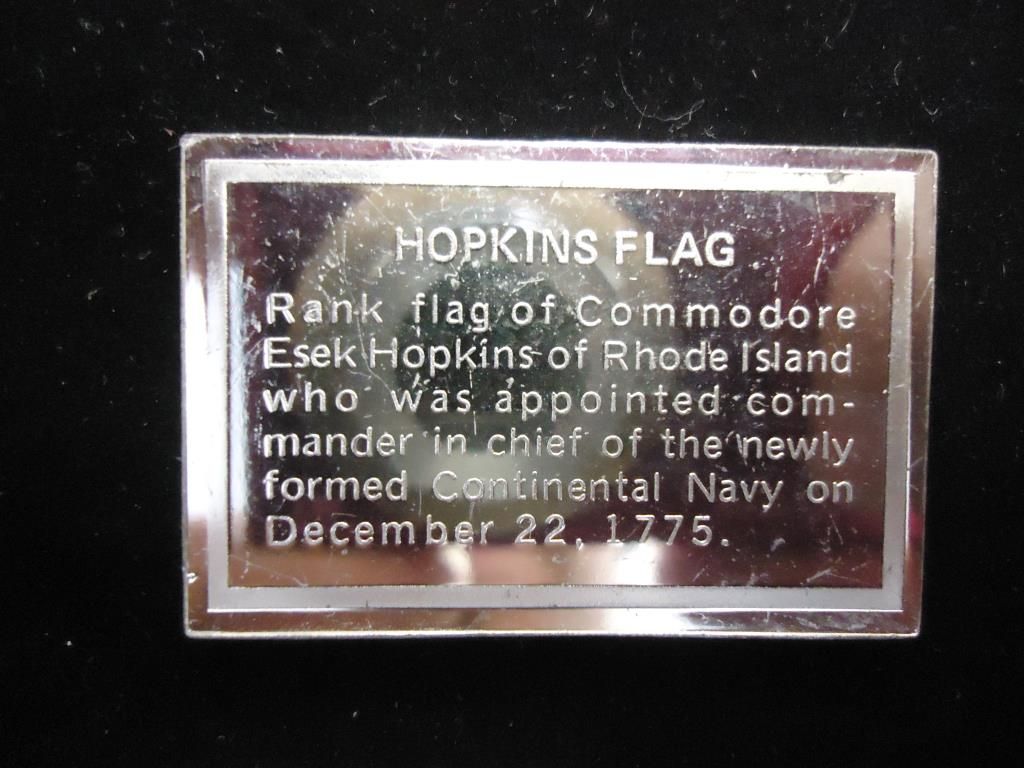 HOPKINS FLAG
Rank flag of Commodore
Esek Hopkins of Rhode Island
who was appointed com-
mander in chief of the newly
formed Continental Navy on
December 22, 1775.